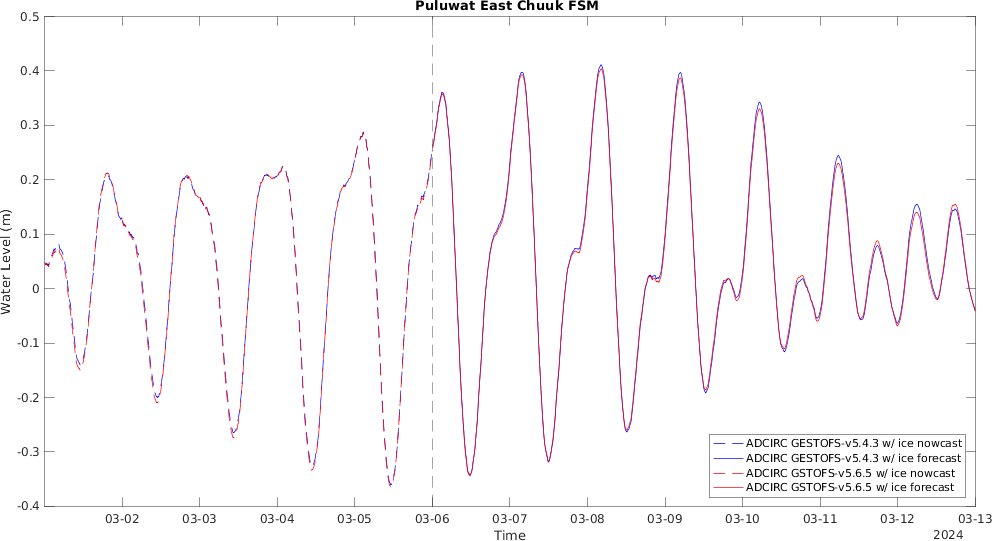 Puluwat East Chuuk FSM
Water Level (m)
0.5
0.4
0.3
0.2
0.1
0
-0.1
-0.2
-0.3
-0.4
ADCIRC GESTOFS-v5.4.3 w/ ice nowcast
ADCIRC GESTOFS-v5.4.3 w/ ice forecast
ADCIRC GSTOFS-v5.6.5 w/ ice nowcast
ADCIRC GSTOFS-v5.6.5 w/ ice forecast
03-02 03-03 03-04 03-05 03-06 03-07 03-08 03-09 03-10 03-11 03-12 03-13
Time
2024